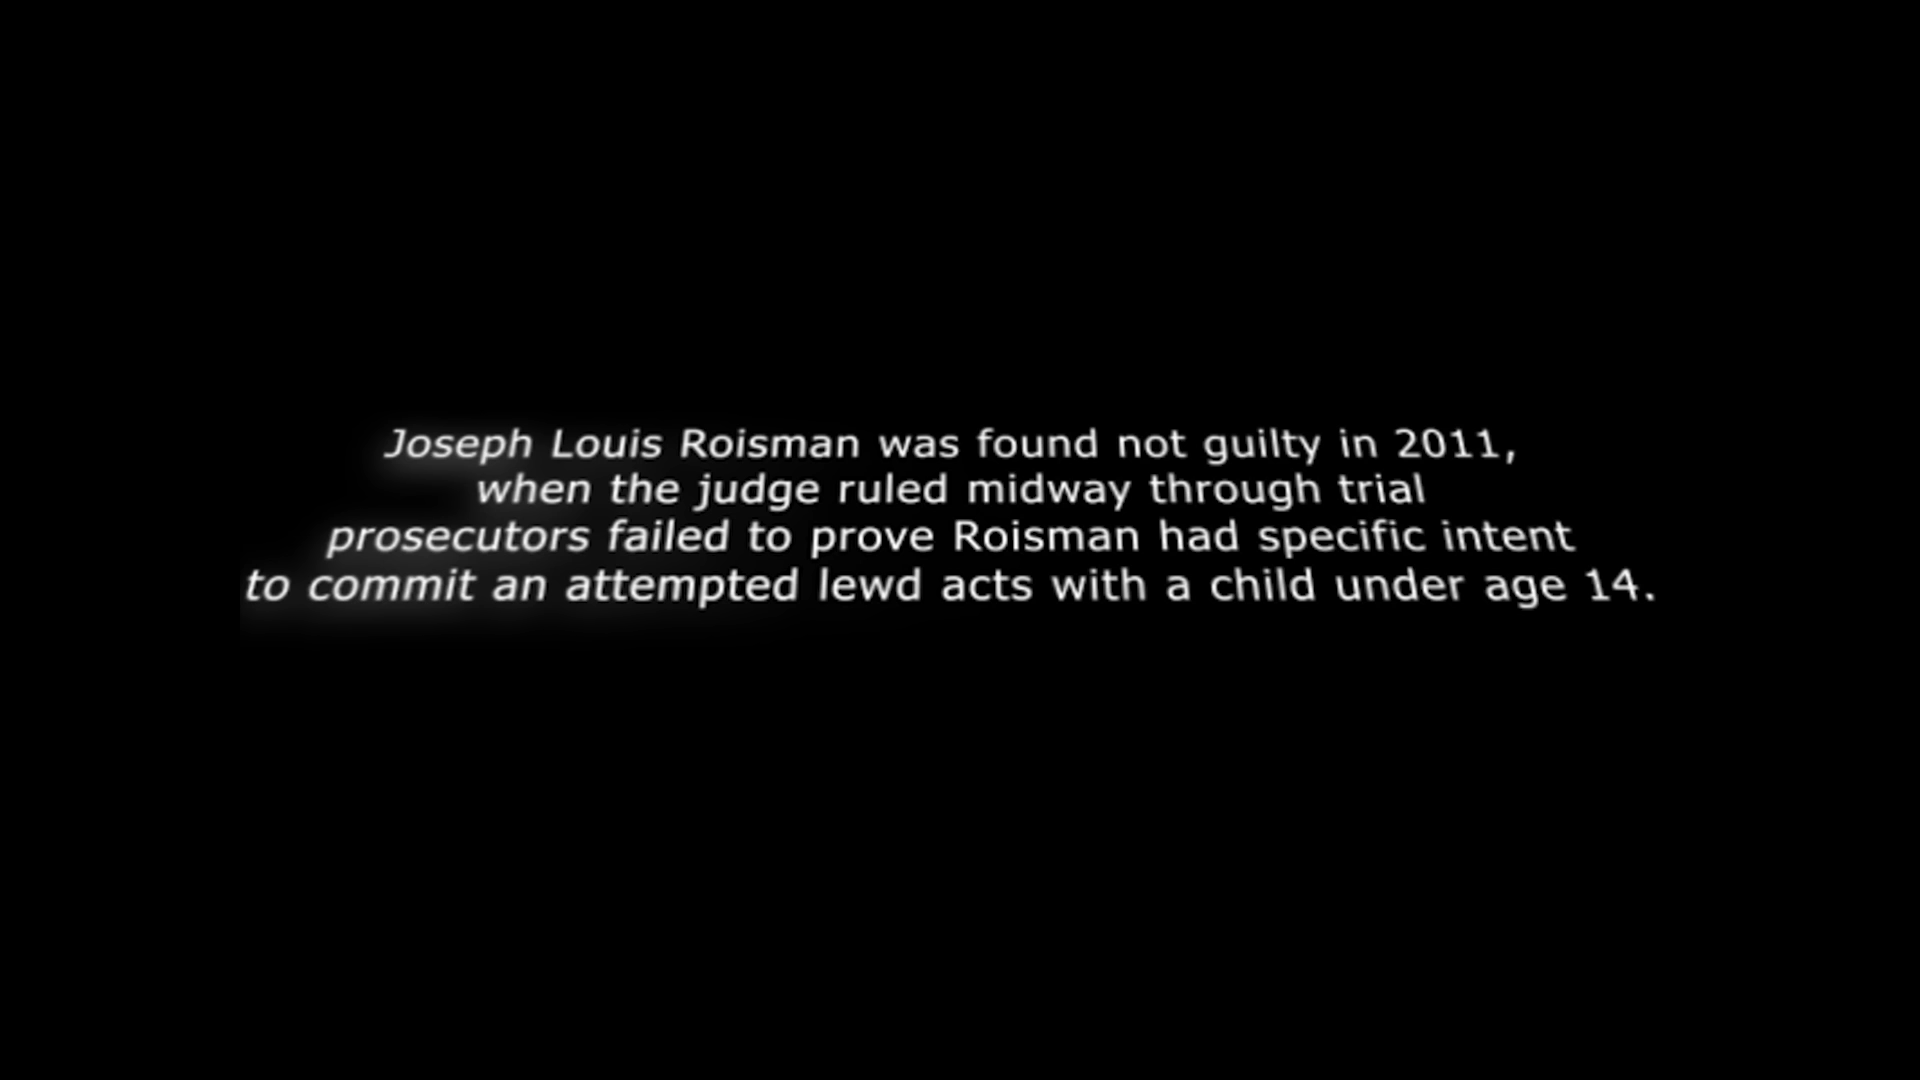 Joseph Louis Roisman was found not guilty in 2011,
when the judge ruled midway through trial
prosecutors failed to prove Roisman had specific intent
to commit an attempted lewd acts with a child under age 14.